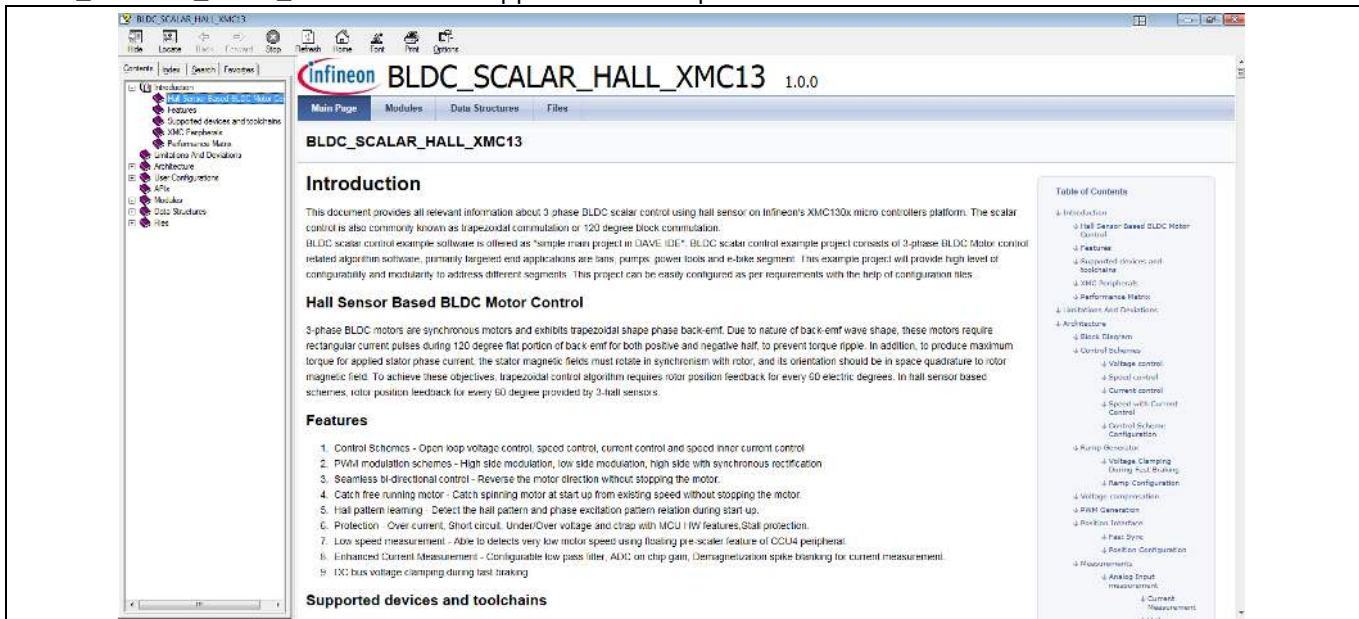 BLDC_SCALAR_HALL_XMC13
Hide Locate Back Forward Stop Refresh Home Font Print Options
Contents Index Search Favorites
Introduction
Hall Sensor Based BLDC Motor Co
Features
Supported devices and toolchains
XMC Peripherals
Performance Matrix
Limitations And Deviations
Architecture
User Configurations
APIs
Modules
Data Structures
Files
infineon BLDC_SCALAR_HALL_XMC13 1.0.0
Main Page Modules Data Structures Files
BLDC_SCALAR_HALL_XMC13
Introduction
This document provides all relevant information about 3 phase BLDC scalar control using hall sensor on Infineon's XMC130x micro controllers platform. The scalar
control is also commonly known as trapezoidal commutation or 120 degree block commutation.
BLDC scalar control example software is offered as "simple main project in DAVE IDE". BLDC scalar control example project consists of 3-phase BLDC Motor control
related algorithm software, primarily targeted end applications are fans, pumps, power tools and e-bike segment. This example project will provide high level of
configurability and modularity to address different segments. This project can be easily configured as per requirements with the help of configuration files.
Hall Sensor Based BLDC Motor Control
3-phase BLDC motors are synchronous motors and exhibits trapezoidal shape phase back-emf. Due to nature of back-emf wave shape, these motors require
rectangular current pulses during 120 degree flat portion of back emf for both positive and negative half, to prevent torque ripple. In addition, to produce maximum
torque for applied stator phase current, the stator magnetic fields must rotate in synchronism with rotor, and its orientation should be in space quadrature to rotor
magnetic field. To achieve these objectives, trapezoidal control algorithm requires rotor position feedback for every 60 electric degrees. In hall sensor based
schemes, rotor position feedback for every 60 degree provided by 3-hall sensors.
Features
1. Control Schemes - Open loop voltage control, speed control, current control and speed inner current control
2. PWM modulation schemes - High side modulation, low side modulation, high side with synchronous rectification
3. Seamless bi-directional control - Reverse the motor direction without stopping the motor.
4. Catch free running motor - Catch spinning motor at start up from existing speed without stopping the motor.
5. Hall pattern learning - Detect the hall pattern and phase excitation pattern relation during start up.
6. Protection - Over current, Short circuit, Under/Over voltage and ctrap with MCU HW features,Stall protection.
7. Low speed measurement - Able to detects very low motor speed using floating pre-scaler feature of CCU4 peripheral.
8. Enhanced Current Measurement - Configurable low pass filter, ADC on chip gain, Demagnetization spike blanking for current measurement.
9. DC bus voltage clamping during fast braking
Supported devices and toolchains
Table of Contents
↓ Introduction
↓ Hall Sensor Based BLDC Motor
Control
↓ Features
↓ Supported devices and
toolchains
↓ XMC Peripherals
↓ Performance Matrix
↓ Limitations And Deviations
↓ Architecture
↓ Block Diagram
↓ Control Schemes
↓ Voltage control
↓ Speed control
↓ Current control
↓ Speed with Current
Control
↓ Control Scheme
Configuration
↓ Ramp Generator
↓ Voltage Clamping
During Fast Braking
↓ Ramp Configuration
↓ Voltage compensation
↓ PWM Generation
↓ Position Interface
↓ Fast Sync
↓ Position Configuration
↓ Measurements
↓ Analog Input
measurement
↓ Current
Measurement